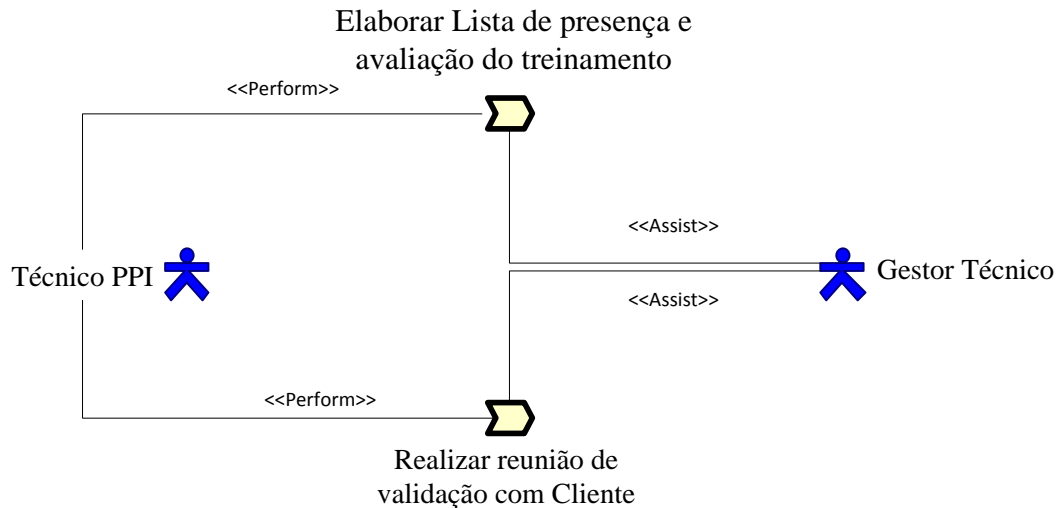 Elaborar Lista de presença e
avaliação do treinamento
<<Perform>>
<<Assist>>
Técnico PPI
Gestor Técnico
<<Assist>>
<<Perform>>
Realizar reunião de
validação com Cliente